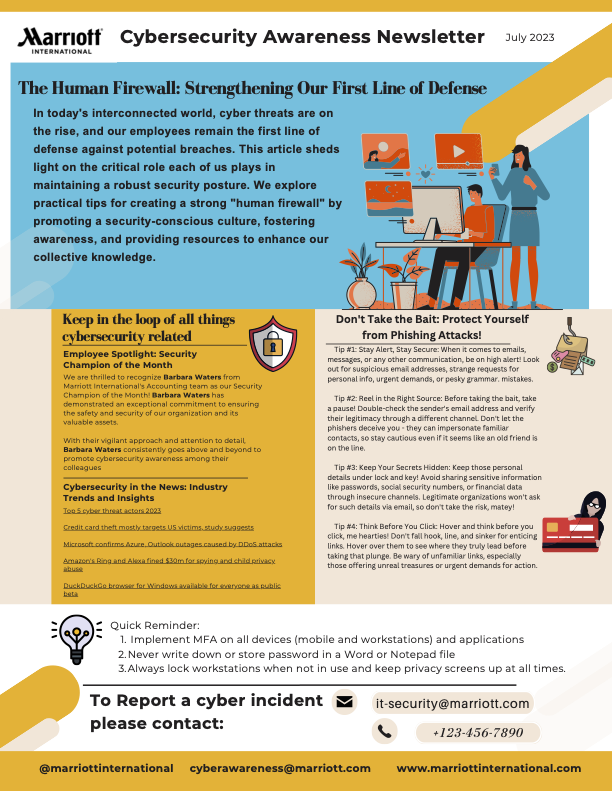 Marriott
INTERNATIONAL
Cybersecurity Awareness Newsletter
July 2023
The Human Firewall: Strengthening Our First Line of Defense
In today's interconnected world, cyber threats are on
the rise, and our employees remain the first line of
defense against potential breaches. This article sheds
light on the critical role each of us plays in
maintaining a robust security posture. We explore
practical tips for creating a strong "human firewall" by
promoting a security-conscious culture, fostering
awareness, and providing resources to enhance our
collective knowledge.
Keep in the loop of all things
cybersecurity related
Employee Spotlight: Security
Champion of the Month
We are thrilled to recognize Barbara Waters from
Marriott International's Accounting team as our Security
Champion of the Month! Barbara Waters has
demonstrated an exceptional commitment to ensuring
the safety and security of our organization and its
valuable assets.
With their vigilant approach and attention to detail,
Barbara Waters consistently goes above and beyond to
promote cybersecurity awareness among their
colleagues
Cybersecurity in the News: Industry
Trends and Insights
Top 5 cyber threat actors 2023
Credit card theft mostly targets US victims, study suggests
Microsoft confirms Azure, Outlook outages caused by DDoS attacks
Amazon's Ring and Alexa fined $30m for spying and child privacy
abuse
DuckDuckGo browser for Windows available for everyone as public
beta
Don't Take the Bait: Protect Yourself
from Phishing Attacks!
Tip #1: Stay Alert, Stay Secure: When it comes to emails,
messages, or any other communication, be on high alert! Look
out for suspicious email addresses, strange requests for
personal info, urgent demands, or pesky grammar. mistakes.
Tip #2: Reel in the Right Source: Before taking the bait, take
a pause! Double-check the sender's email address and verify
their legitimacy through a different channel. Don't let the
phishers deceive you - they can impersonate familiar
contacts, so stay cautious even if it seems like an old friend is
on the line.
Tip #3: Keep Your Secrets Hidden: Keep those personal
details under lock and key! Avoid sharing sensitive information
like passwords, social security numbers, or financial data
through insecure channels. Legitimate organizations won't ask
for such details via email, so don't take the risk, matey!
Tip #4: Think Before You Click: Hover and think before you
click, me hearties! Don't fall hook, line, and sinker for enticing
links. Hover over them to see where they truly lead before
taking that plunge. Be wary of unfamiliar links, especially
those offering unreal treasures or urgent demands for action.
Quick Reminder:
1. Implement MFA on all devices (mobile and workstations) and applications
2.Never write down or store password in a Word or Notepad file
3.Always lock workstations when not in use and keep privacy screens up at all times.
To Report a cyber incident
please contact:
it-security@marriott.com
+123-456-7890
@marriottinternational
cyberawareness@marriott.com
www.marriottinternational.com